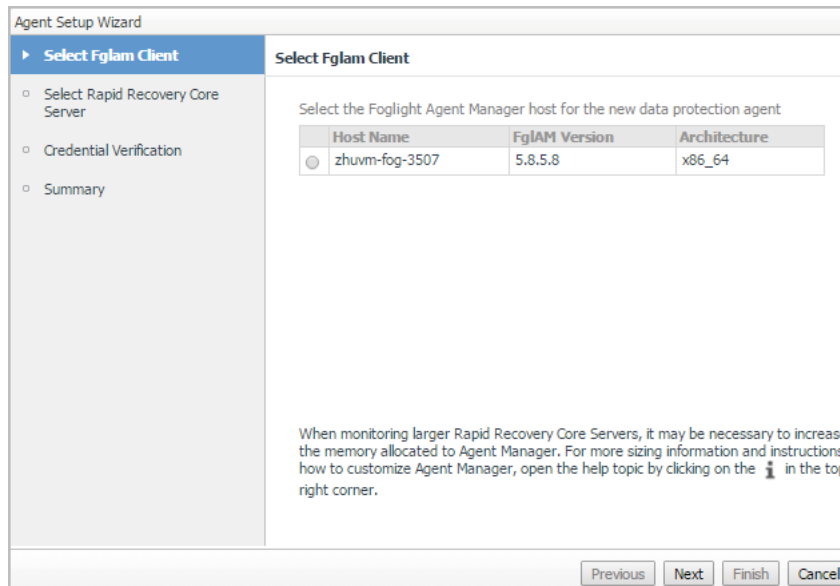 Agent Setup Wizard
Select Fglam Client
Select Rapid Recovery Core
Server
Credential Verification
Summary
Select Fglam Client
Select the Foglight Agent Manager host for the new data protection agent
Host Name FglAM Version Architecture
zhuvm-fog-3507 5.8.5.8 x86_64
When monitoring larger Rapid Recovery Core Servers, it may be necessary to increas
the memory allocated to Agent Manager. For more sizing information and instructions
how to customize Agent Manager, open the help topic by clicking on the i in the to
right corner.
Previous Next Finish Cancel